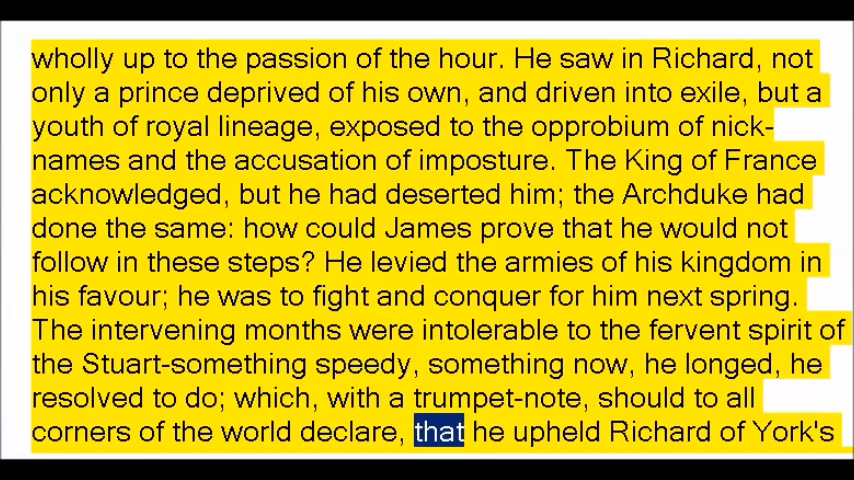 wholly up to the passion of the hour. He saw in Richard, not
only a prince deprived of his own, and driven into exile, but a
youth of royal lineage, exposed to the opprobium of nick-
names and the accusation of imposture. The King of France
acknowledged, but he had deserted him; the Archduke had
done the same: how could James prove that he would not
follow in these steps? He levied the armies of his kingdom in
his favour; he was to fight and conquer for him next spring.
The intervening months were intolerable to the fervent spirit of
the Stuart-something speedy, something now, he longed, he
resolved to do; which, with a trumpet-note, should to all
corners of the world declare, that he upheld Richard of York's